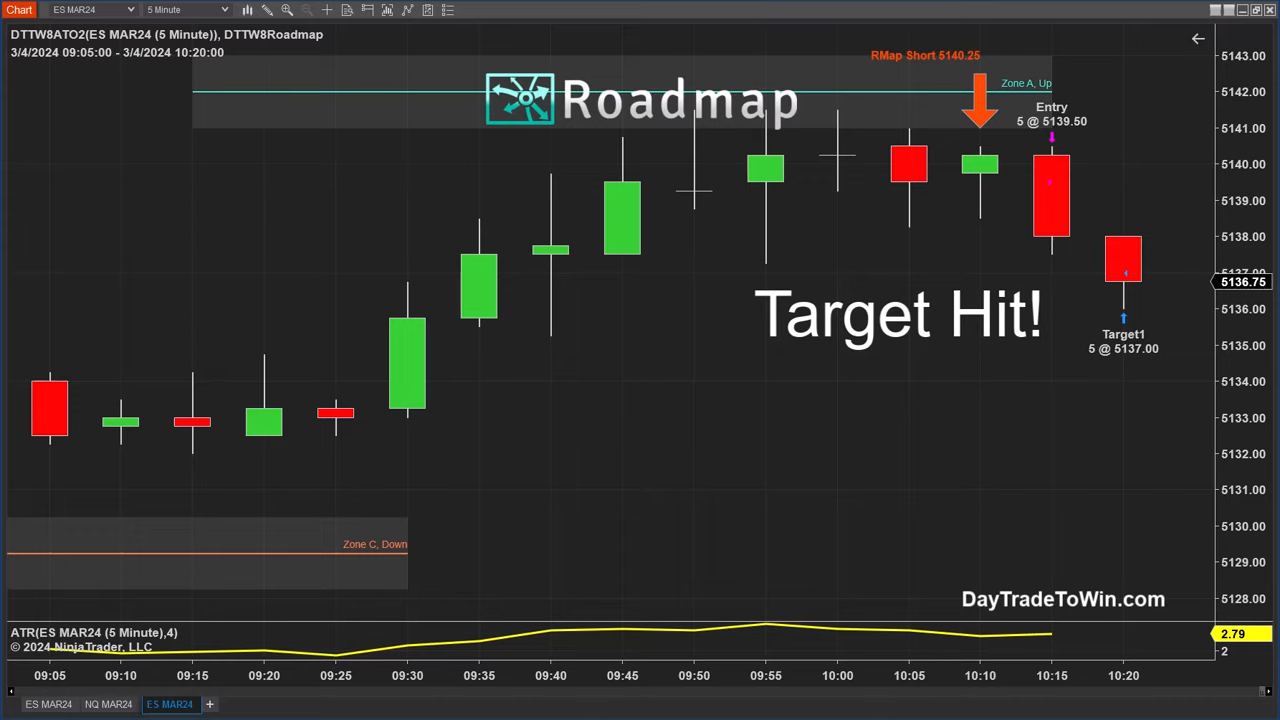 Chart
ES MAR24
5 Minute
DTTW8ATO2(ES MAR24 (5 Minute)), DTTW8Roadmap
3/4/2024 09:05:00 - 3/4/2024 10:20:00
RMap Short 5140.25
Zone A, Up
Roadmap
Entry
5 @ 5139.50
Target Hit!
Target1
5 @ 5137.00
Zone C, Down
DayTradeToWin.com
5143.00
5142.00
5141.00
5140.00
5139.00
5138.00
5137.00
5136.75
5136.00
5135.00
5134.00
5133.00
5132.00
5131.00
5130.00
5129.00
5128.00
ATR(ES MAR24 (5 Minute),4)
© 2024 NinjaTrader, LLC
2.79
2
09:05 09:10 09:15 09:20 09:25 09:30 09:35 09:40 09:45 09:50 09:55 10:00 10:05 10:10 10:15 10:20
ES MAR24 NQ MAR24 ES MAR24